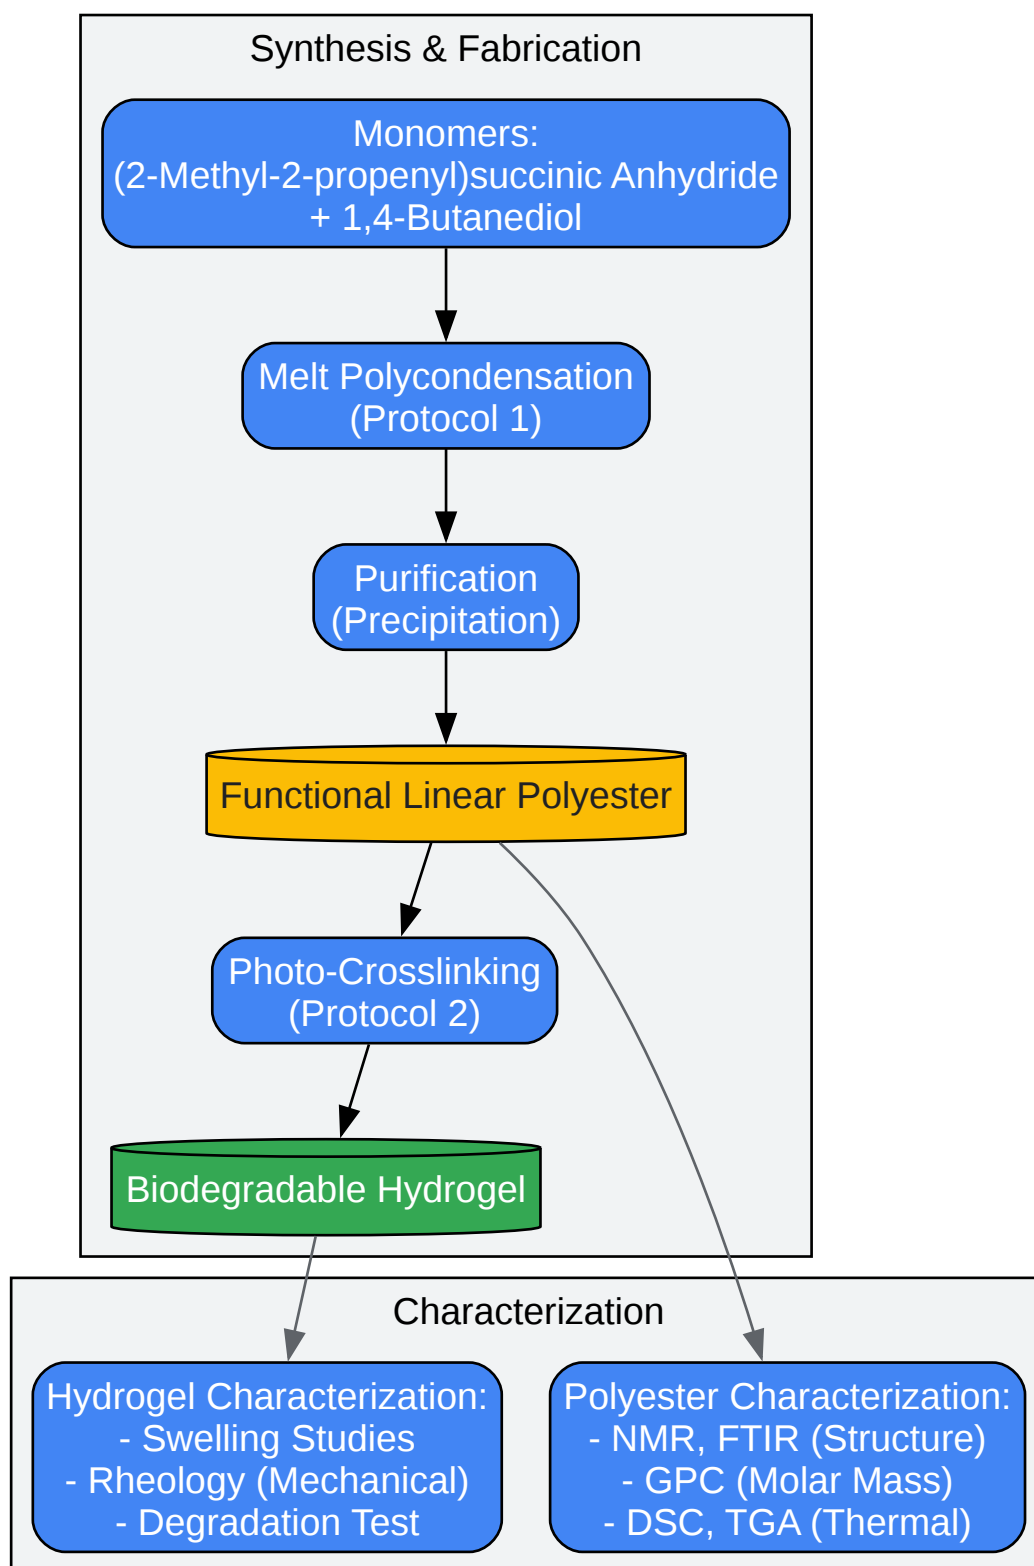 Synthesis & Fabrication
Monomers:
(2-Methyl-2-propenyl)succinic Anhydride
+ 1,4-Butanediol
Melt Polycondensation
(Protocol 1)
Purification
(Precipitation)
Functional Linear Polyester
Photo-Crosslinking
(Protocol 2)
Biodegradable Hydrogel
Characterization
Hydrogel Characterization:
- Swelling Studies
- Rheology (Mechanical)
- Degradation Test
Polyester Characterization:
- NMR, FTIR (Structure)
- GPC (Molar Mass)
- DSC, TGA (Thermal)